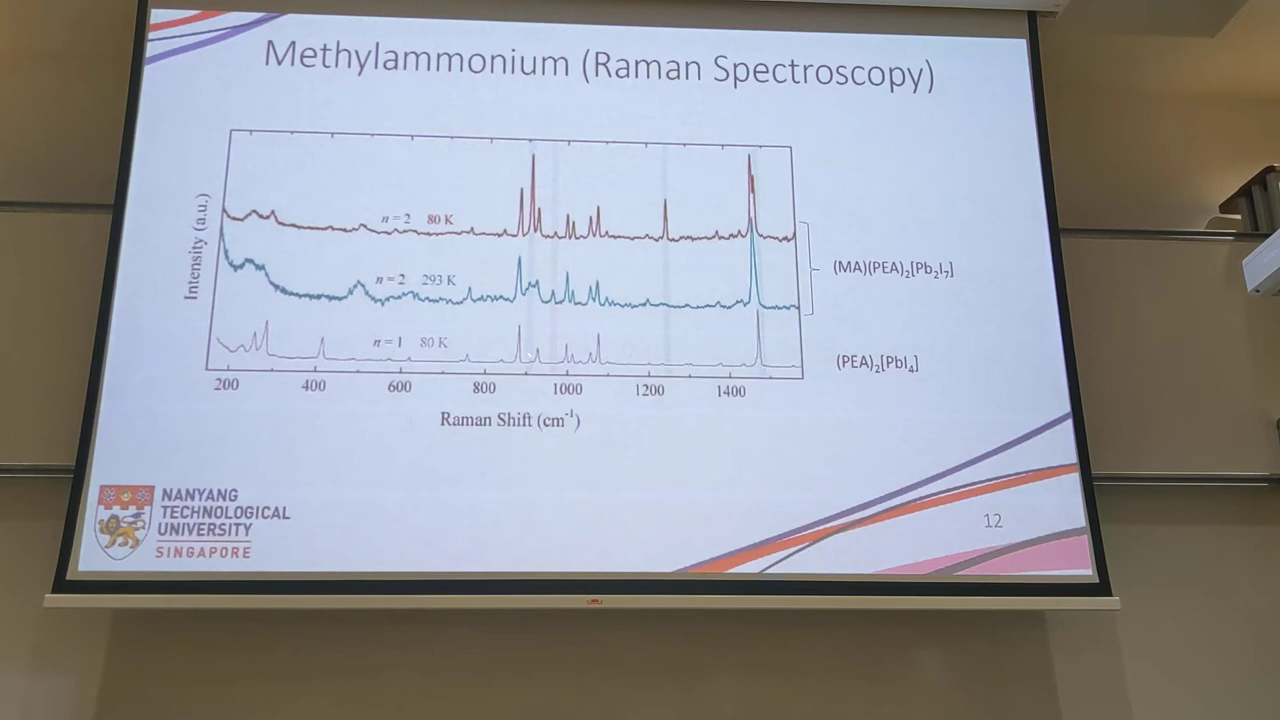 Methylammonium (Raman Spectroscopy)
Intensity (a.u.)
n = 2 80 K
n = 2 293 K
n = 1 80 K
(MA)(PEA)₂[Pb₂I₇]
(PEA)₂[PbI₄]
200 400 600 800 1000 1200 1400
Raman Shift (cm⁻¹)
NANYANG
TECHNOLOGICAL
UNIVERSITY
SINGAPORE
12